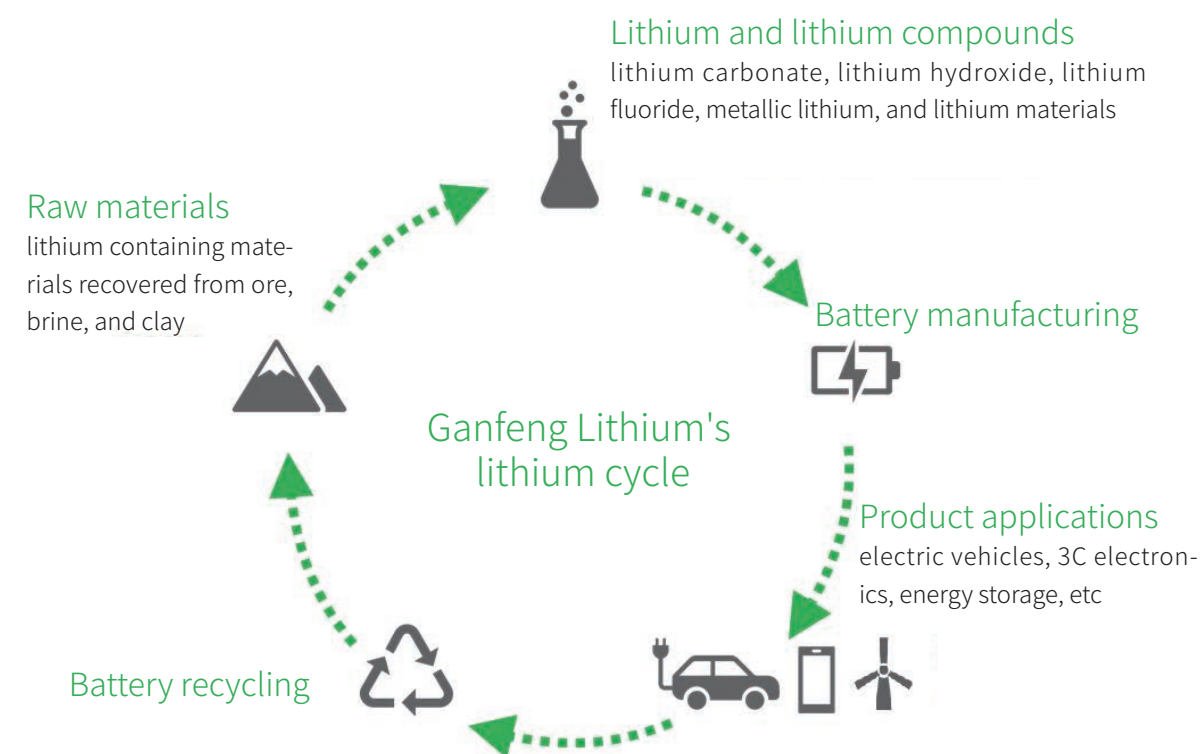 Lithium and lithium compounds
lithium carbonate, lithium hydroxide, lithium
fluoride, metallic lithium, and lithium materials
Raw materials
lithium containing mate-
rials recovered from ore,
brine, and clay
Battery manufacturing
Ganfeng Lithium's
lithium cycle
Product applications
electric vehicles, 3C electron-
ics, energy storage, etc
Battery recycling